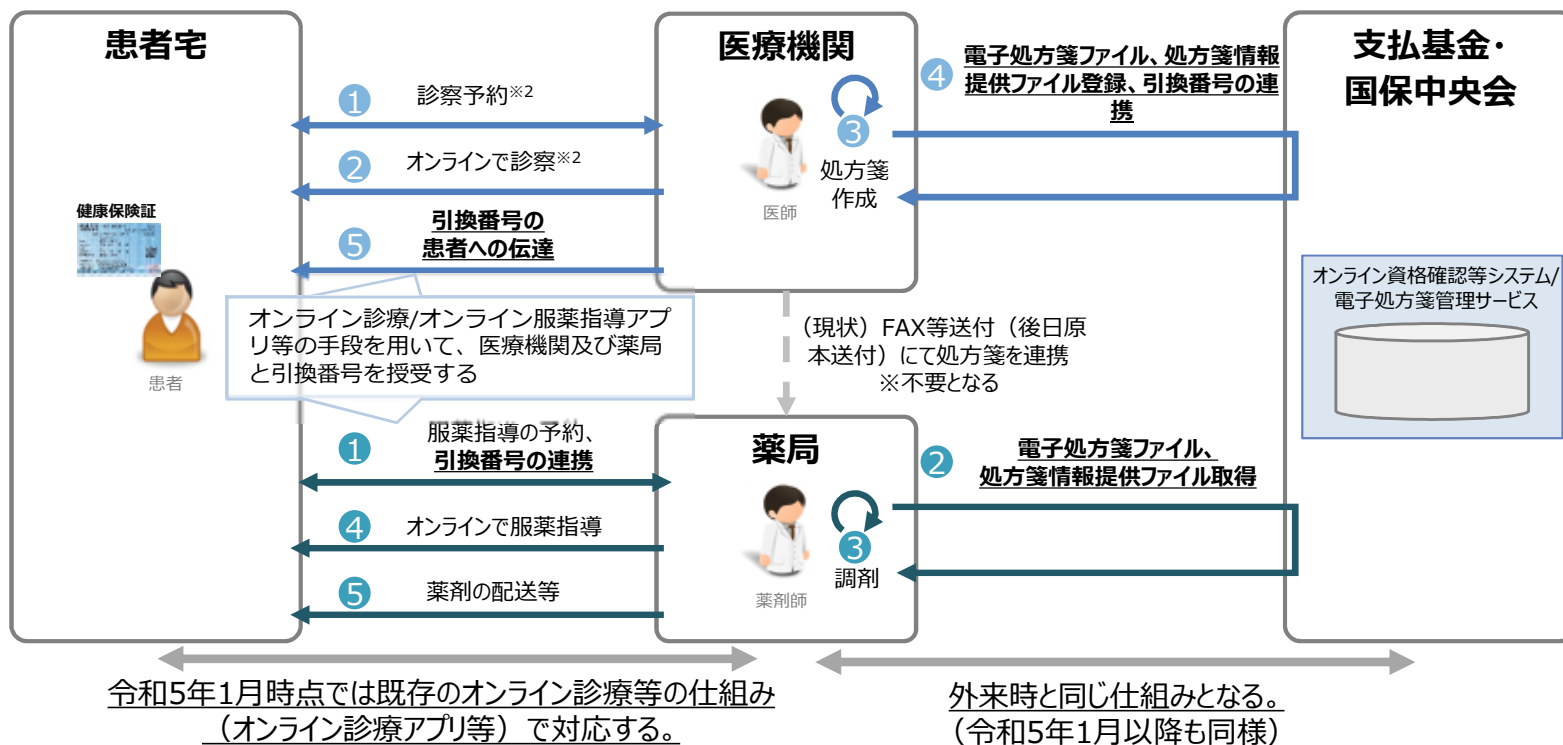 患者宅
医療機関
支払基金・
国保中央会
1
診察予約※2
2
オンラインで診察※2
3
処方箋
作成
医師
4
電子処方箋ファイル、処方箋情報
提供ファイル登録、引換番号の連
携
5
引換番号の
患者への伝達
健康保険証
患者
オンライン診療/オンライン服薬指導アプ
リ等の手段を用いて、医療機関及び薬局
と引換番号を授受する
(現状)FAX等送付(後日原
本送付)にて処方箋を連携
※不要となる
オンライン資格確認等システム/
電子処方箋管理サービス
薬局
1
服薬指導の予約、
引換番号の連携
2
電子処方箋ファイル、
処方箋情報提供ファイル取得
3
調剤
薬剤師
4
オンラインで服薬指導
5
薬剤の配送等
令和5年1月時点では既存のオンライン診療等の仕組み
(オンライン診療アプリ等)で対応する。
外来時と同じ仕組みとなる。
(令和5年1月以降も同様)